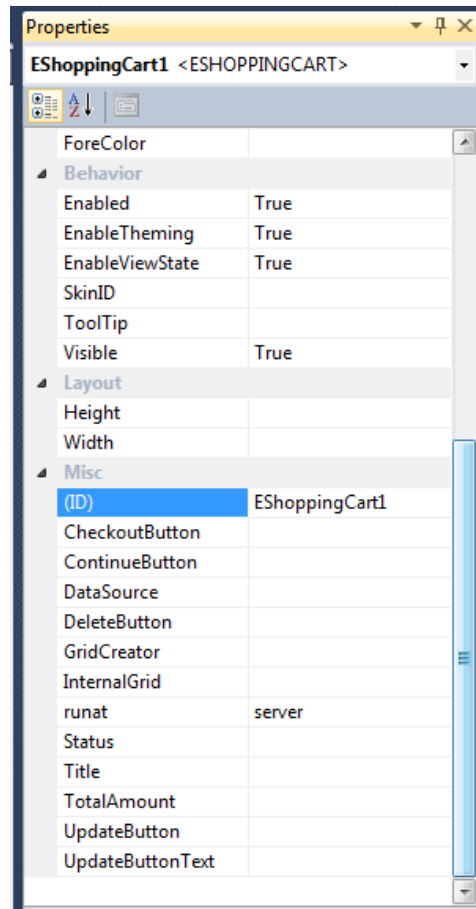 Properties
EShoppingCart1 <ESHOPPINGCART>
A Z
ForeColor
Behavior
Enabled True
EnableTheming True
EnableViewState True
SkinID
ToolTip
Visible True
Layout
Height
Width
Misc
(ID) EShoppingCart1
CheckoutButton
ContinueButton
DataSource
DeleteButton
GridCreator
InternalGrid
runat server
Status
Title
TotalAmount
UpdateButton
UpdateButtonText